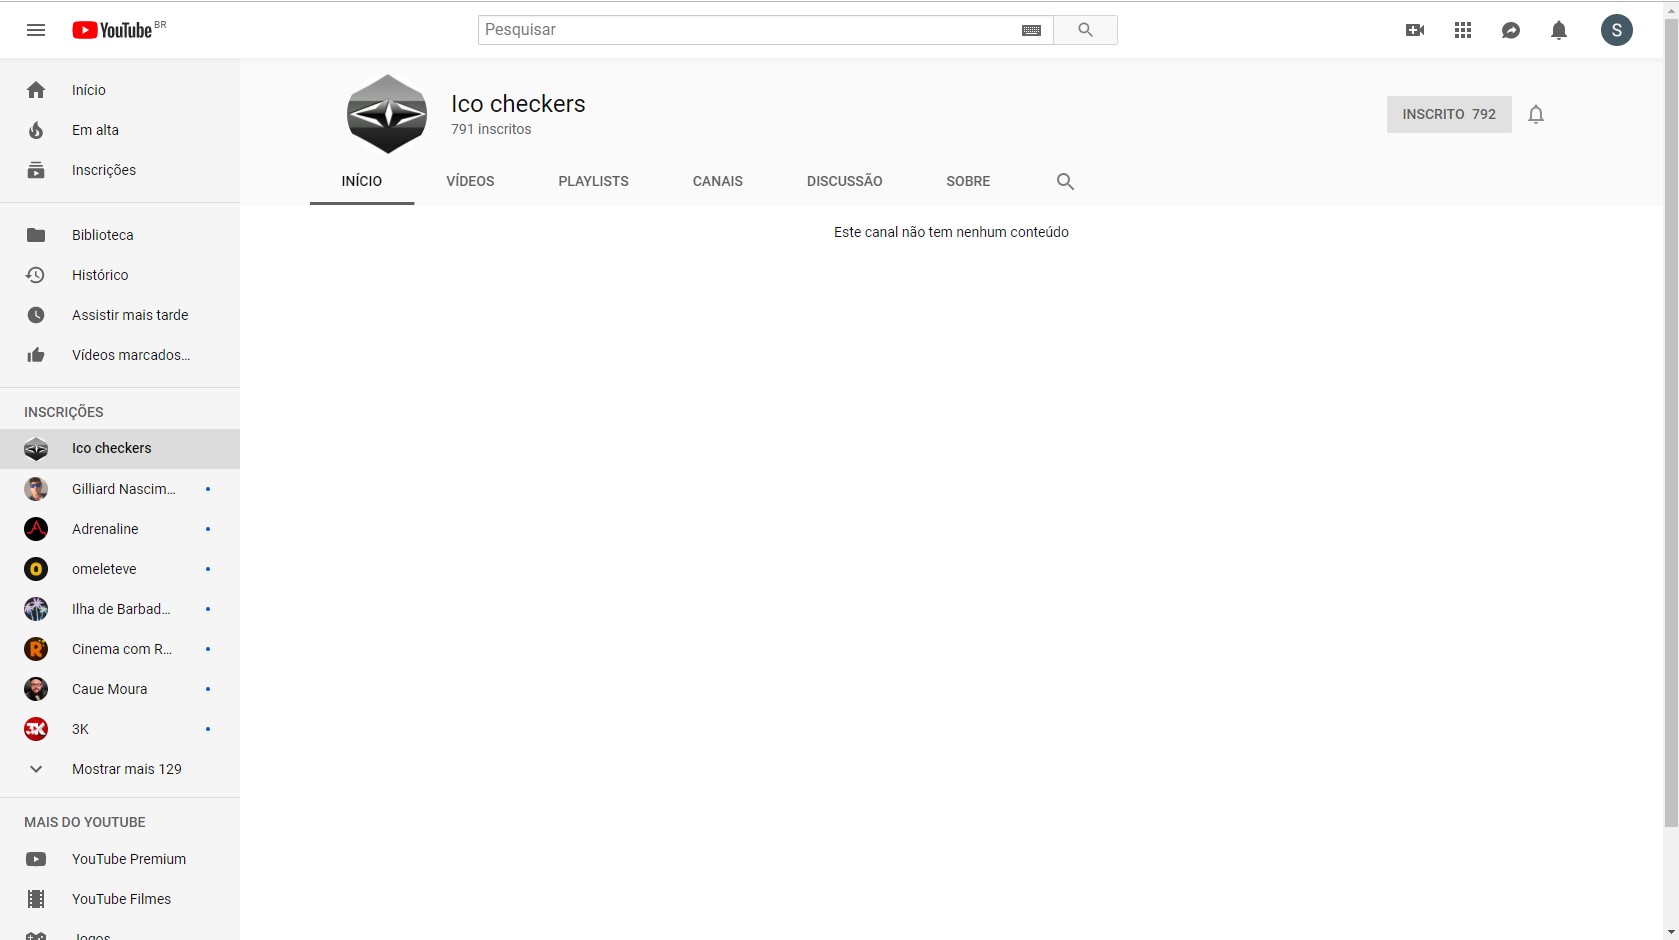 YouTube BR
Pesquisar
S
Início
Em alta
Inscrições
Biblioteca
Histórico
Assistir mais tarde
Vídeos marcados...
INSCRIÇÕES
Ico checkers
Gilliard Nascim...
Adrenaline
omeleteve
Ilha de Barbad...
Cinema com R...
Caue Moura
3K
3K
Mostrar mais 129
MAIS DO YOUTUBE
YouTube Premium
YouTube Filmes
Jogos
Ico checkers
791 inscritos
INSCRITO 792
INÍCIO
VÍDEOS
PLAYLISTS
CANAIS
DISCUSSÃO
SOBRE
Este canal não tem nenhum conteúdo